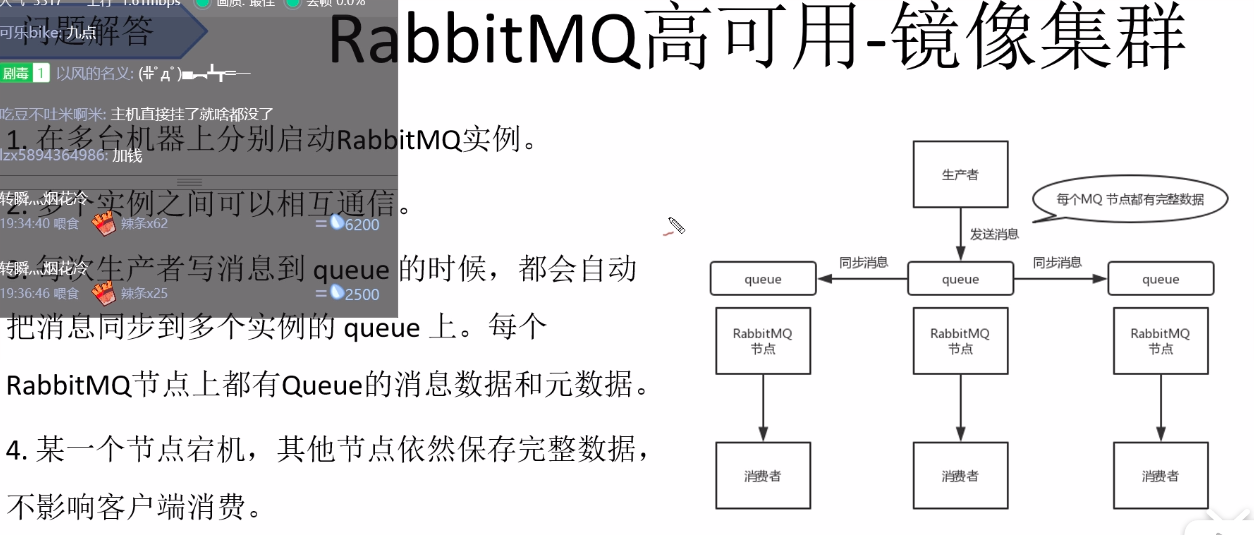 人气 3517 上行 1.61mbps 画质: 最佳 丢帧 0.0%
问题解答
RabbitMQ高可用-镜像集群
可乐bike: 九点
剧毒 1 以风的名义: (╬ﾟдﾟ)▄︻┻┳═一
吃豆不吐米啊米: 主机直接挂了就啥都没了
lzx5894364986: 加钱
转瞬灬烟花冷
19:34:40 喂食 辣条x62 = 6200
转瞬灬烟花冷
19:36:46 喂食 辣条x25 = 2500
1. 在多台机器上分别启动RabbitMQ实例。
2. 多个实例之间可以相互通信。
3. 每次生产者写消息到 queue 的时候，都会自动
把消息同步到多个实例的 queue 上。每个
RabbitMQ节点上都有Queue的消息数据和元数据。
4. 某一个节点宕机，其他节点依然保存完整数据，
不影响客户端消费。
生产者
每个MQ 节点都有完整数据
发送消息
同步消息
同步消息
queue
queue
queue
RabbitMQ
节点
RabbitMQ
节点
RabbitMQ
节点
消费者
消费者
消费者